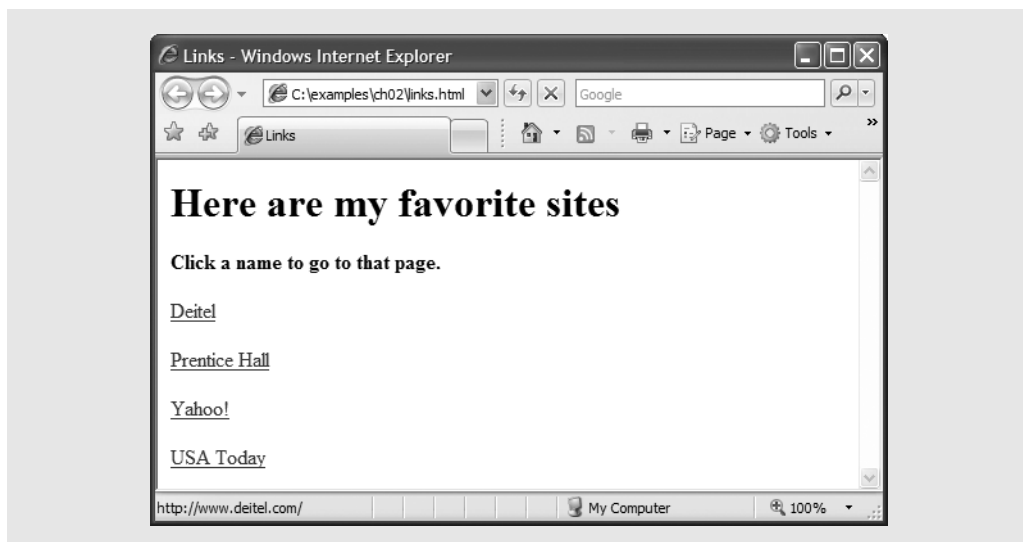 Links - Windows Internet Explorer
C:\examples\ch02\links.html
Google
Links
Page
Tools
»
Here are my favorite sites
Click a name to go to that page.
Deitel
Prentice Hall
Yahoo!
USA Today
http://www.deitel.com/
My Computer
100%